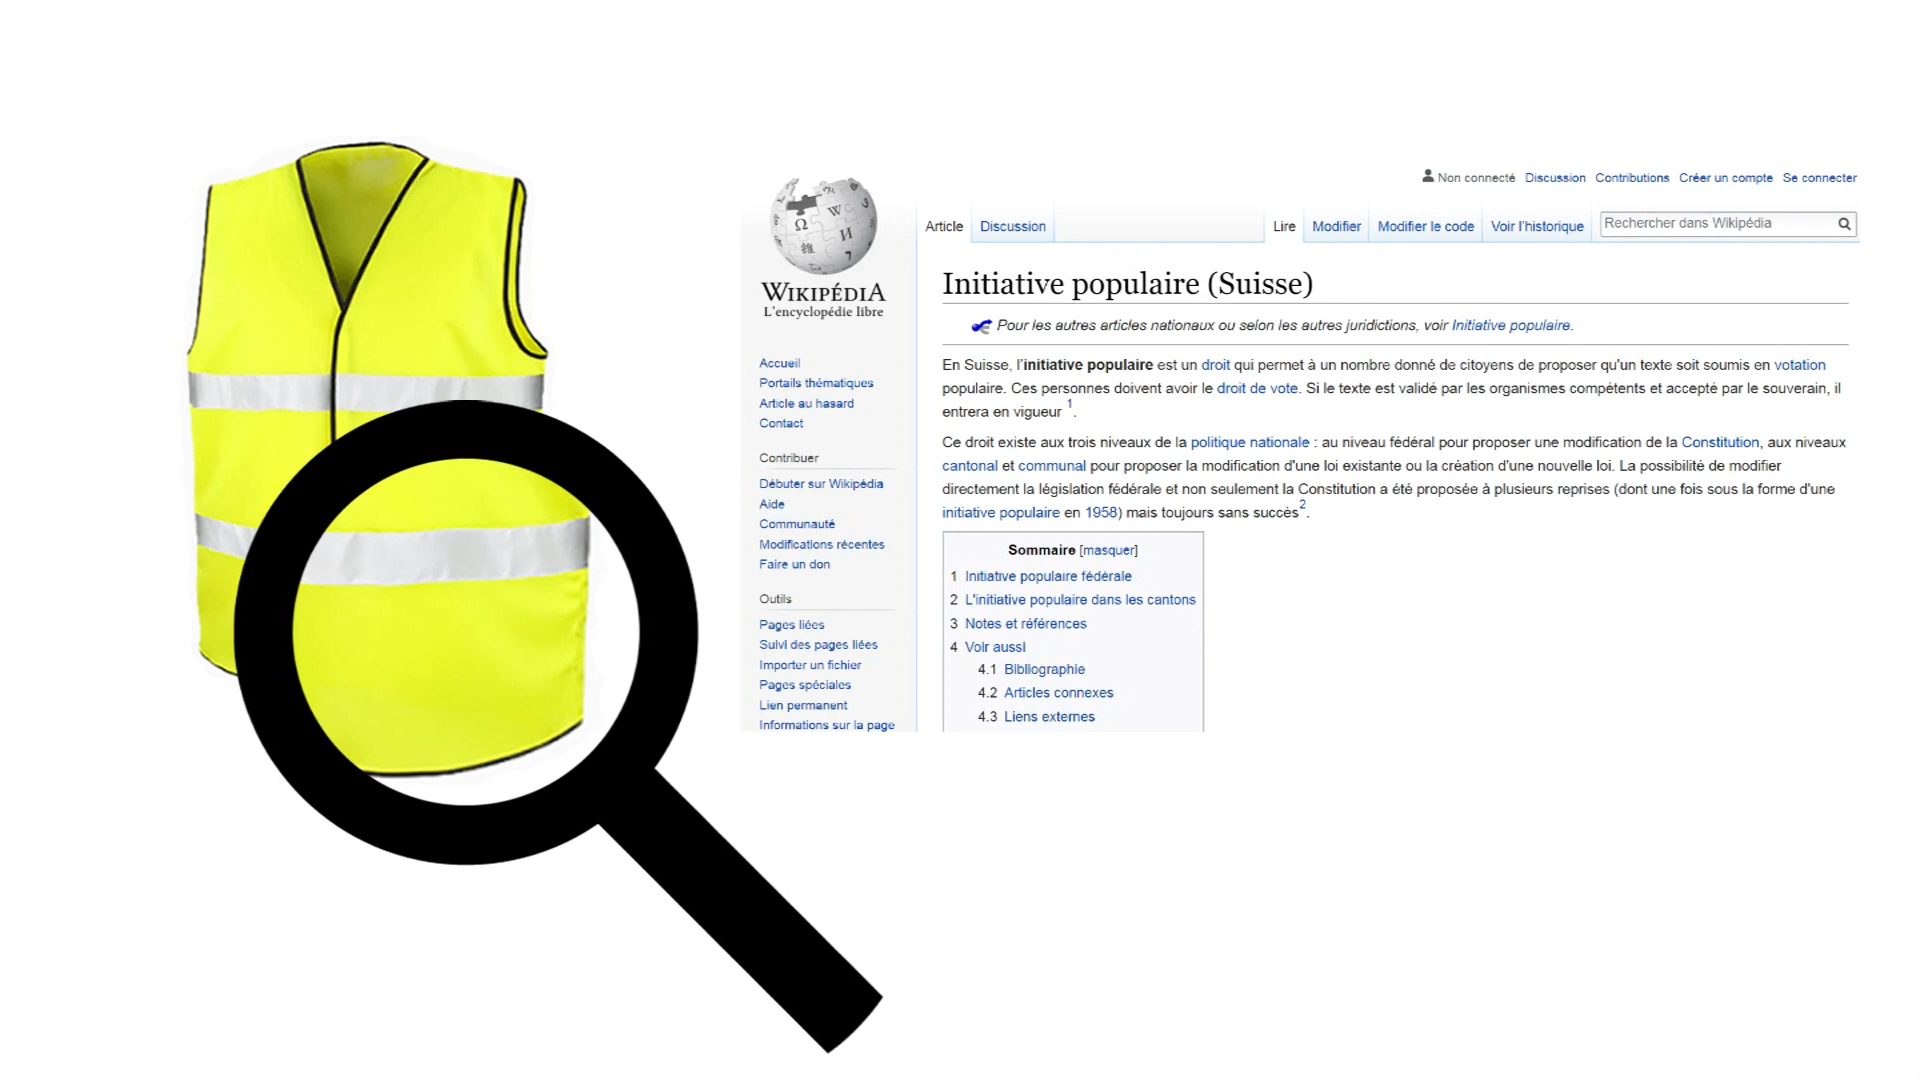 Non connecté Discussion Contributions Créer un compte Se connecter
Article Discussion Lire Modifier Modifier le code Voir l'historique Rechercher dans Wikipédia
WIKIPÉDIA
L'encyclopédie libre
Accueil
Portails thématiques
Article au hasard
Contact
Contribuer
Débuter sur Wikipédia
Aide
Communauté
Modifications récentes
Faire un don
Outils
Pages liées
Suivi des pages liées
Importer un fichier
Pages spéciales
Lien permanent
Informations sur la page
Initiative populaire (Suisse)
Pour les autres articles nationaux ou selon les autres juridictions, voir Initiative populaire.
En Suisse, l'initiative populaire est un droit qui permet à un nombre donné de citoyens de proposer qu'un texte soit soumis en votation
populaire. Ces personnes doivent avoir le droit de vote. Si le texte est validé par les organismes compétents et accepté par le souverain, il
entrera en vigueur 1.
Ce droit existe aux trois niveaux de la politique nationale : au niveau fédéral pour proposer une modification de la Constitution, aux niveaux
cantonal et communal pour proposer la modification d'une loi existante ou la création d'une nouvelle loi. La possibilité de modifier
directement la législation fédérale et non seulement la Constitution a été proposée à plusieurs reprises (dont une fois sous la forme d'une
initiative populaire en 1958) mais toujours sans succès2.
Sommaire [masquer]
1 Initiative populaire fédérale
2 L'initiative populaire dans les cantons
3 Notes et références
4 Voir aussi
4.1 Bibliographie
4.2 Articles connexes
4.3 Liens externes